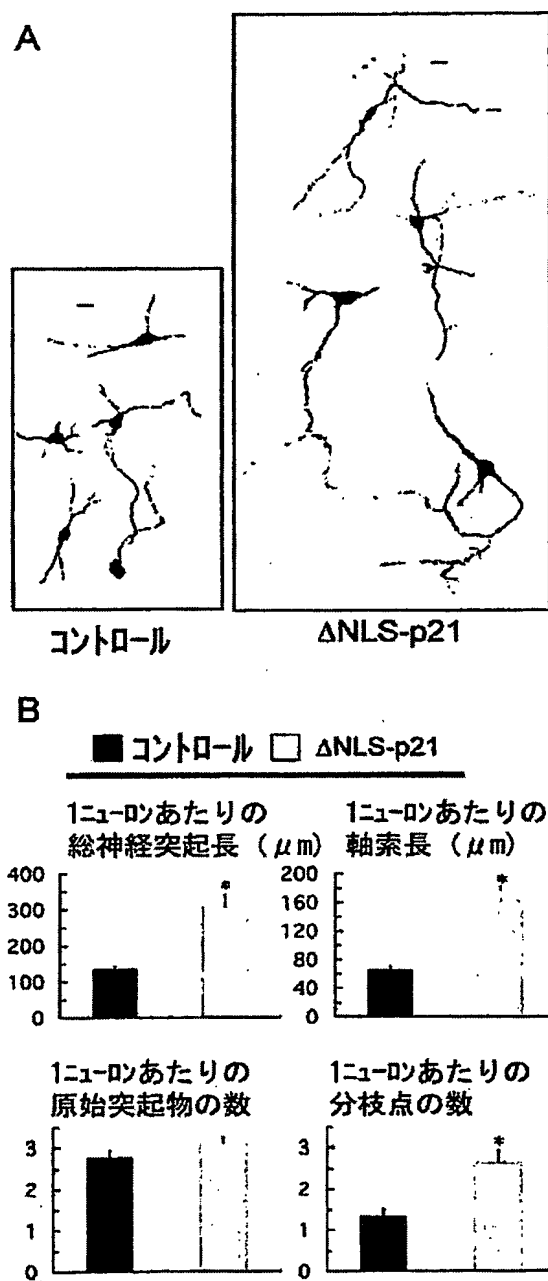 A
コントロール
ΔNLS-p21
B
コントロール ΔNLS-p21
1ニューロンあたりの
総神経突起長 (μm)
400
300
200
100
0
*
1ニューロンあたりの
軸索長 (μm)
200
160
120
80
40
0
*
1ニューロンあたりの
原始突起物の数
3
2
1
0
1ニューロンあたりの
分枝点の数
3
2
1
0
*